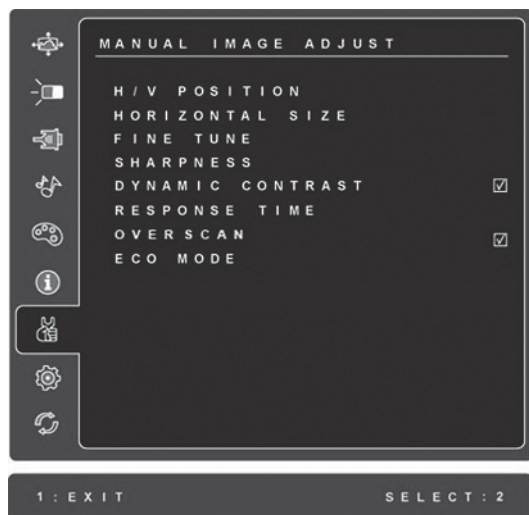 MANUAL IMAGE ADJUST
H/V POSITION
HORIZONTAL SIZE
FINE TUNE
SHARPNESS
DYNAMIC CONTRAST
RESPONSE TIME
OVERSCAN
ECO MODE
1:EXIT SELECT:2